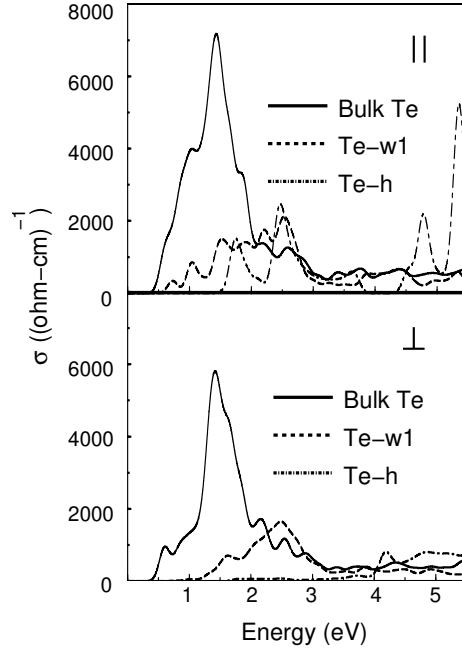 8000
||
6000
Bulk Te
Te−w1
4000
Te−h
2000
0
σ ((ohm−cm)⁻¹
⊥
6000
Bulk Te
4000
Te−w1
Te−h
2000
0
1 2 3 4 5
Energy (eV)